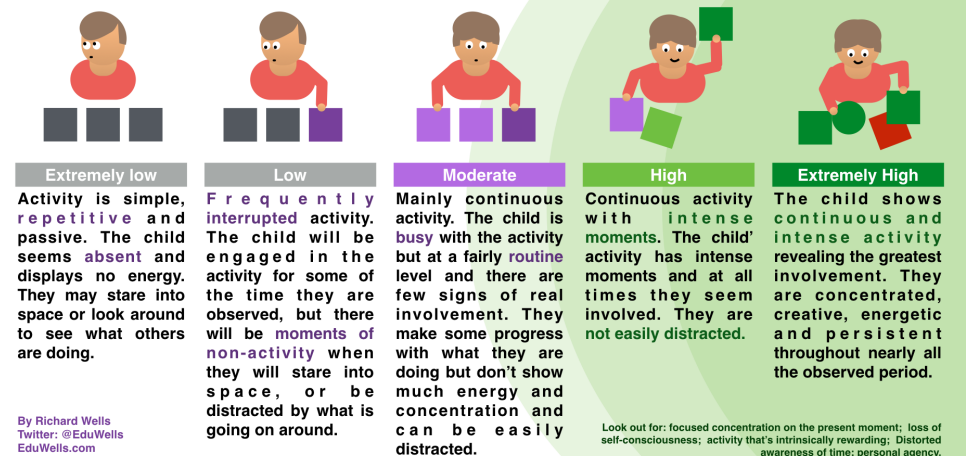 Extremely low
Activity is simple,
repetitive and
passive. The child
seems absent and
displays no energy.
They may stare into
space or look around
to see what others
are doing.
By Richard Wells
Twitter: @EduWells
EduWells.com
Low
Frequently
interrupted activity.
The child will be
engaged in the
activity for some of
the time they are
observed, but there
will be moments of
non-activity when
they will stare into
space, or be
distracted by what is
going on around.
Moderate
Mainly continuous
activity. The child is
busy with the activity
but at a fairly routine
level and there are
few signs of real
involvement. They
make some progress
with what they are
doing but don't show
much energy and
concentration and
can be easily
distracted.
High
Continuous activity
with intense
moments. The child'
activity has intense
moments and at all
times they seem
involved. They are
not easily distracted.
Extremely High
The child shows
continuous and
intense activity
revealing the greatest
involvement. They
are concentrated,
creative, energetic
and persistent
throughout nearly all
the observed period.
Look out for: focused concentration on the present moment; loss of
self-consciousness; activity that's intrinsically rewarding; Distorted
awareness of time; personal agency.